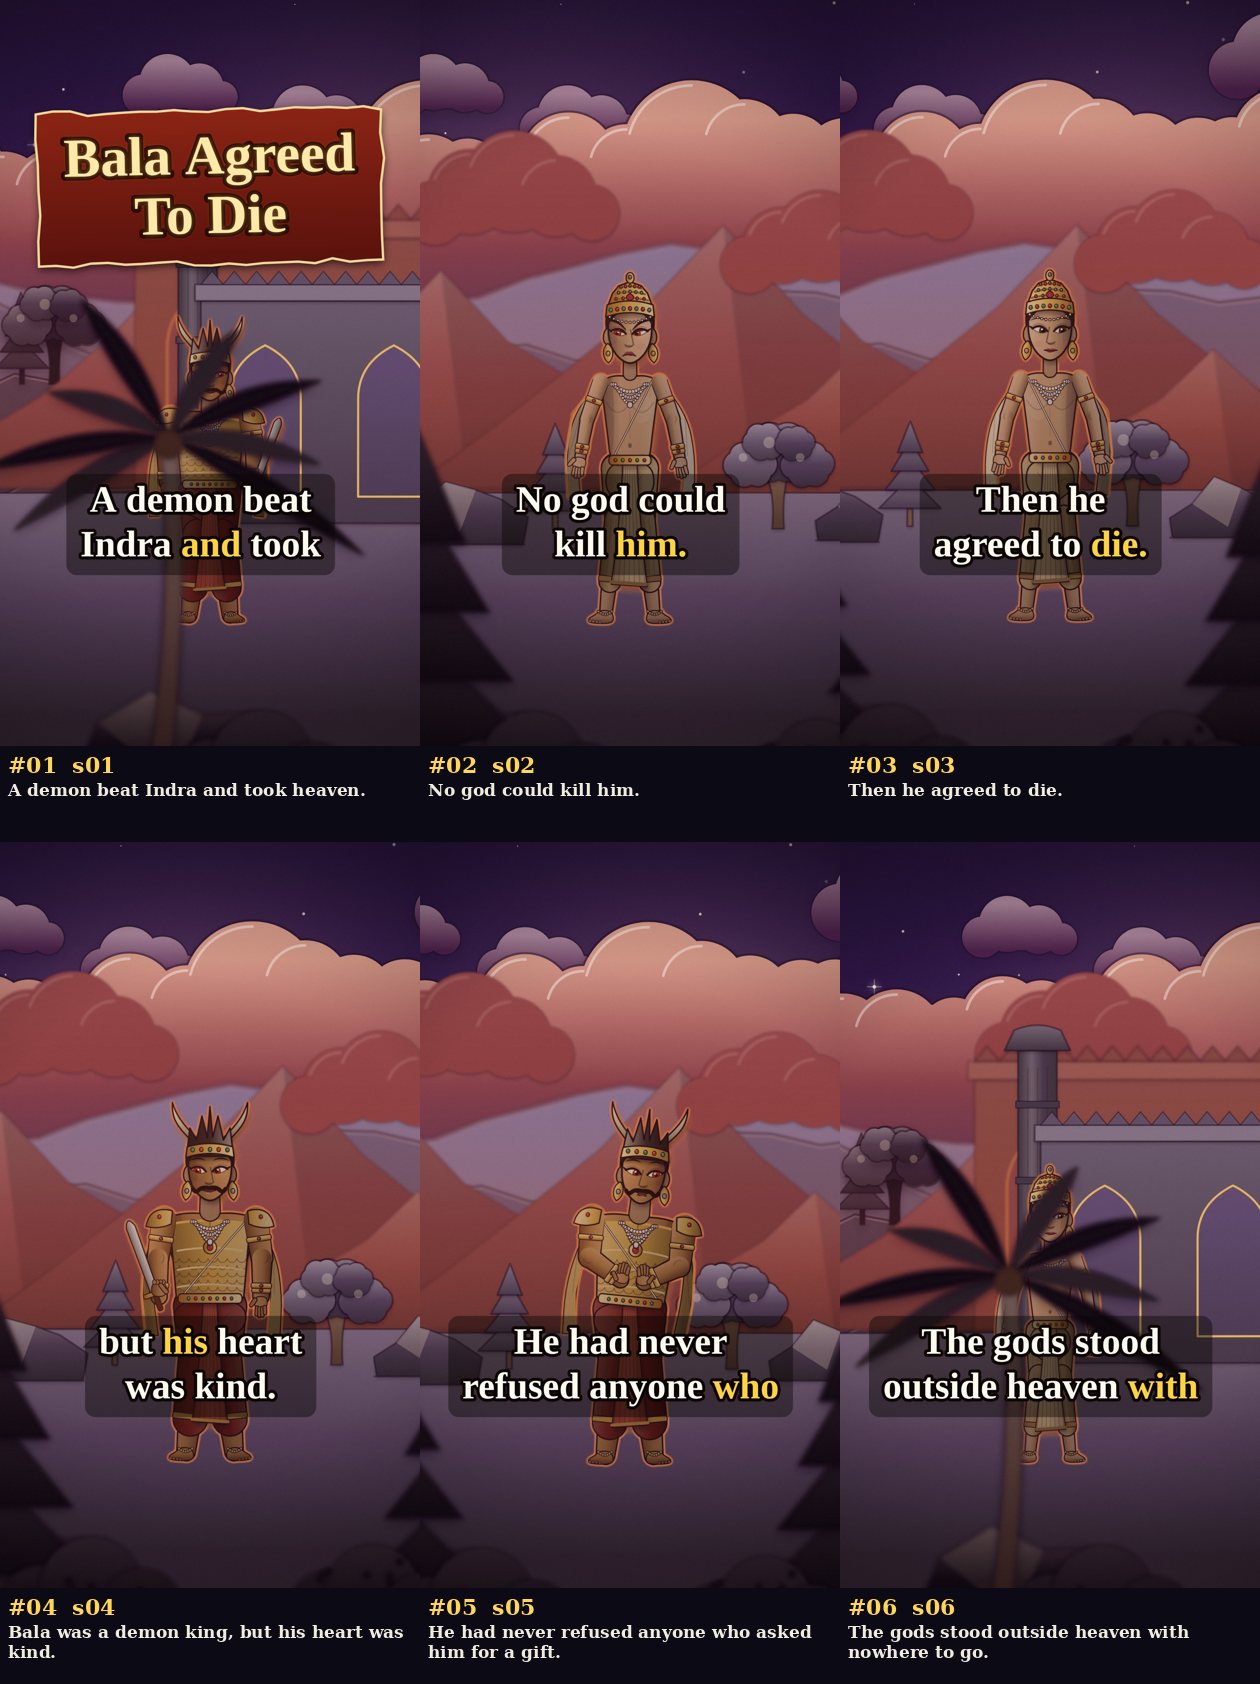 Bala Agreed
To Die
A demon beat
Indra and took
#01 s01
A demon beat Indra and took heaven.
No god could
kill him.
#02 s02
No god could kill him.
Then he
agreed to die.
#03 s03
Then he agreed to die.
but his heart
was kind.
#04 s04
Bala was a demon king, but his heart was
kind.
He had never
refused anyone who
#05 s05
He had never refused anyone who asked
him for a gift.
The gods stood
outside heaven with
#06 s06
The gods stood outside heaven with
nowhere to go.